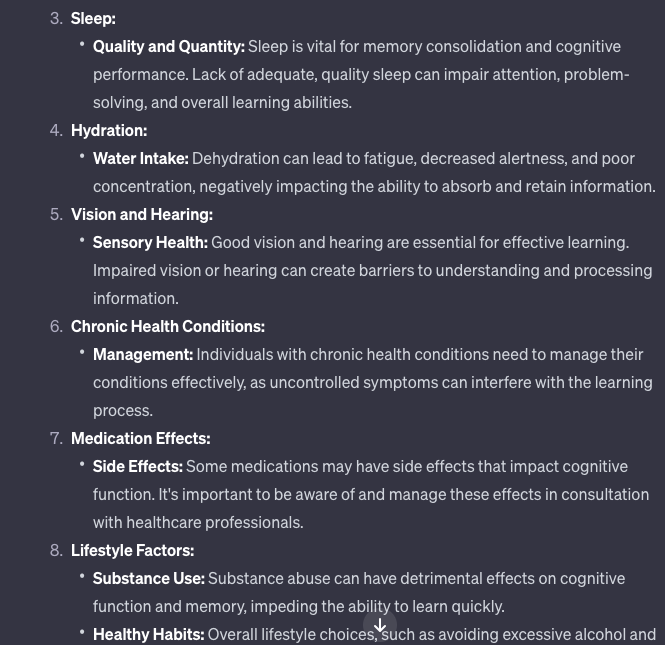 3. Sleep:
• Quality and Quantity: Sleep is vital for memory consolidation and cognitive
performance. Lack of adequate, quality sleep can impair attention, problem-
solving, and overall learning abilities.
4. Hydration:
• Water Intake: Dehydration can lead to fatigue, decreased alertness, and poor
concentration, negatively impacting the ability to absorb and retain information.
5. Vision and Hearing:
• Sensory Health: Good vision and hearing are essential for effective learning.
Impaired vision or hearing can create barriers to understanding and processing
information.
6. Chronic Health Conditions:
• Management: Individuals with chronic health conditions need to manage their
conditions effectively, as uncontrolled symptoms can interfere with the learning
process.
7. Medication Effects:
• Side Effects: Some medications may have side effects that impact cognitive
function. It's important to be aware of and manage these effects in consultation
with healthcare professionals.
8. Lifestyle Factors:
• Substance Use: Substance abuse can have detrimental effects on cognitive
function and memory, impeding the ability to learn quickly.
• Healthy Habits: Overall lifestyle choices, such as avoiding excessive alcohol and